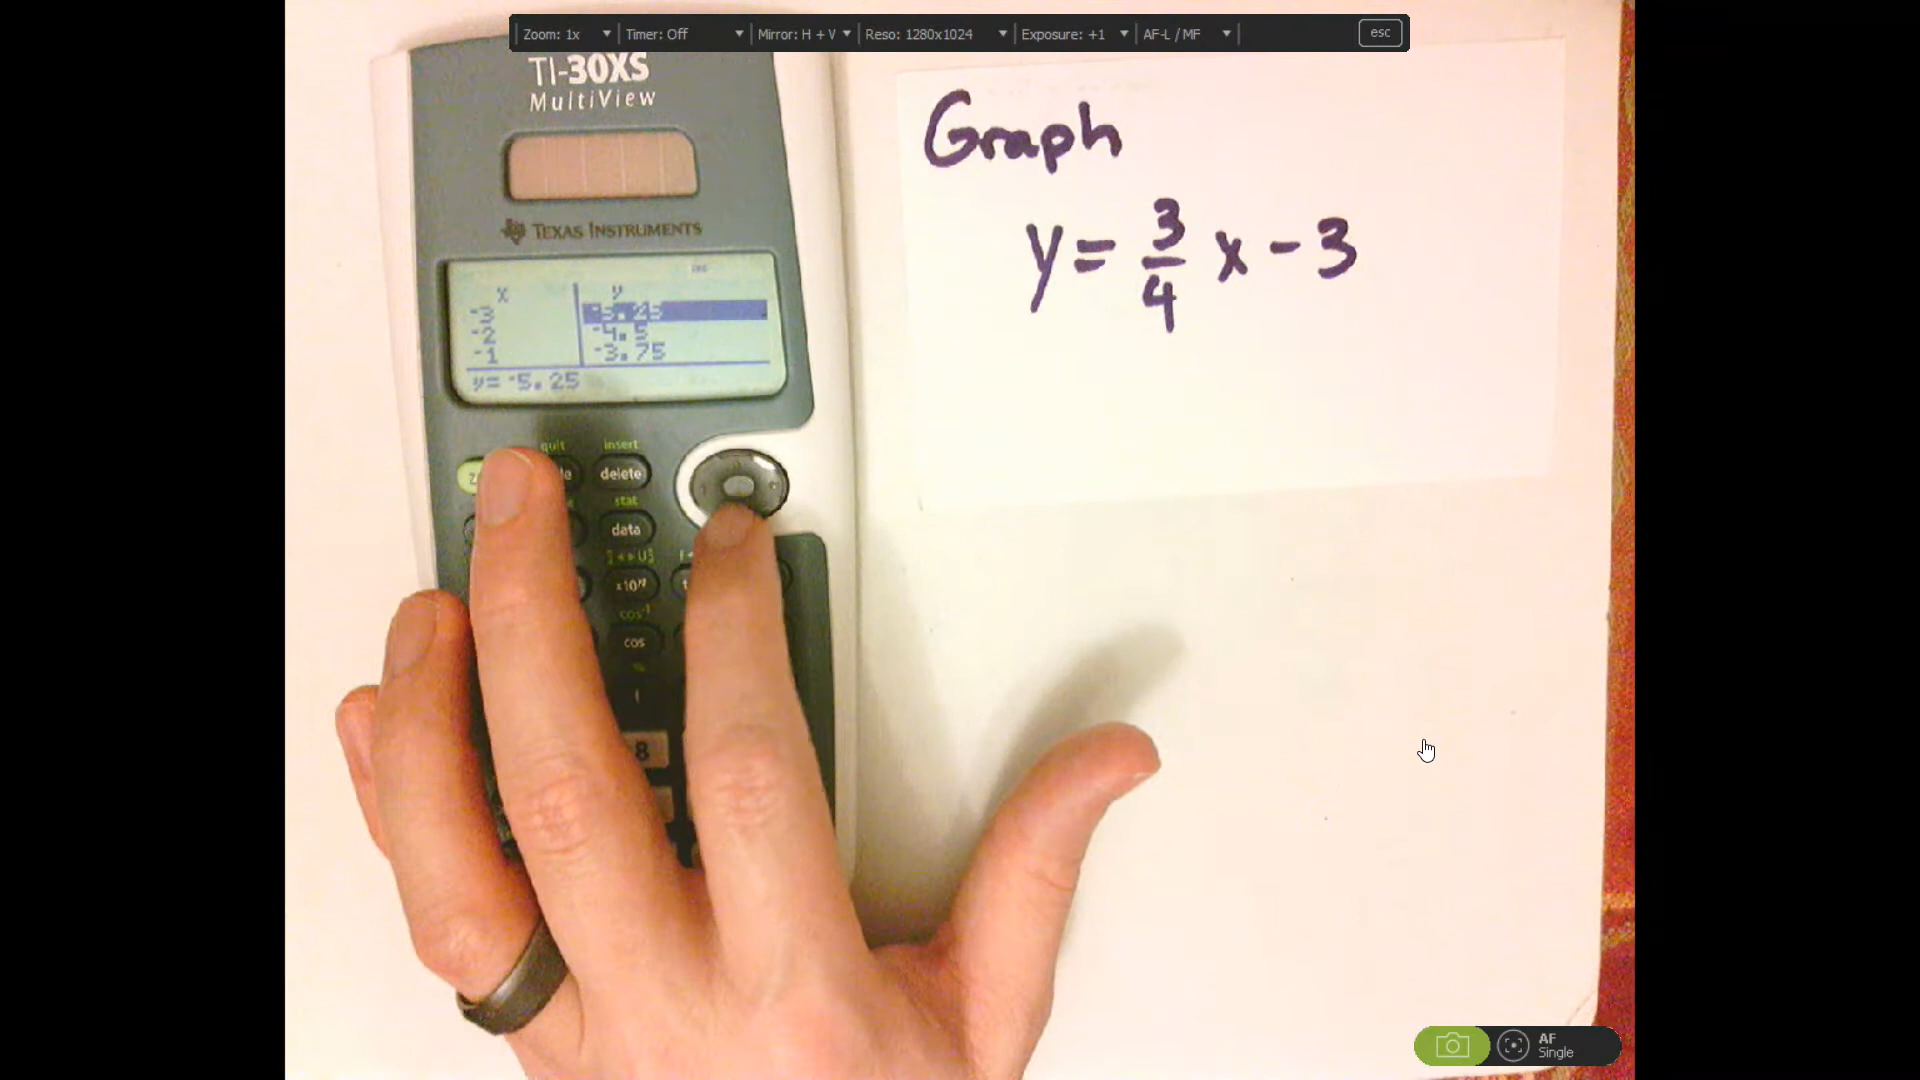 Zoom: 1x Timer: Off Mirror: H + V Reso: 1280x1024 Exposure: +1 AF-L / MF esc
TI-30XS
MultiView
TEXAS INSTRUMENTS
x y
-3 -5.25
-2 -4.5
-1 -3.75
y=-5.25
quit insert
delete
stat
data
cos
8
Graph
y = 3/4 x - 3
AF
Single